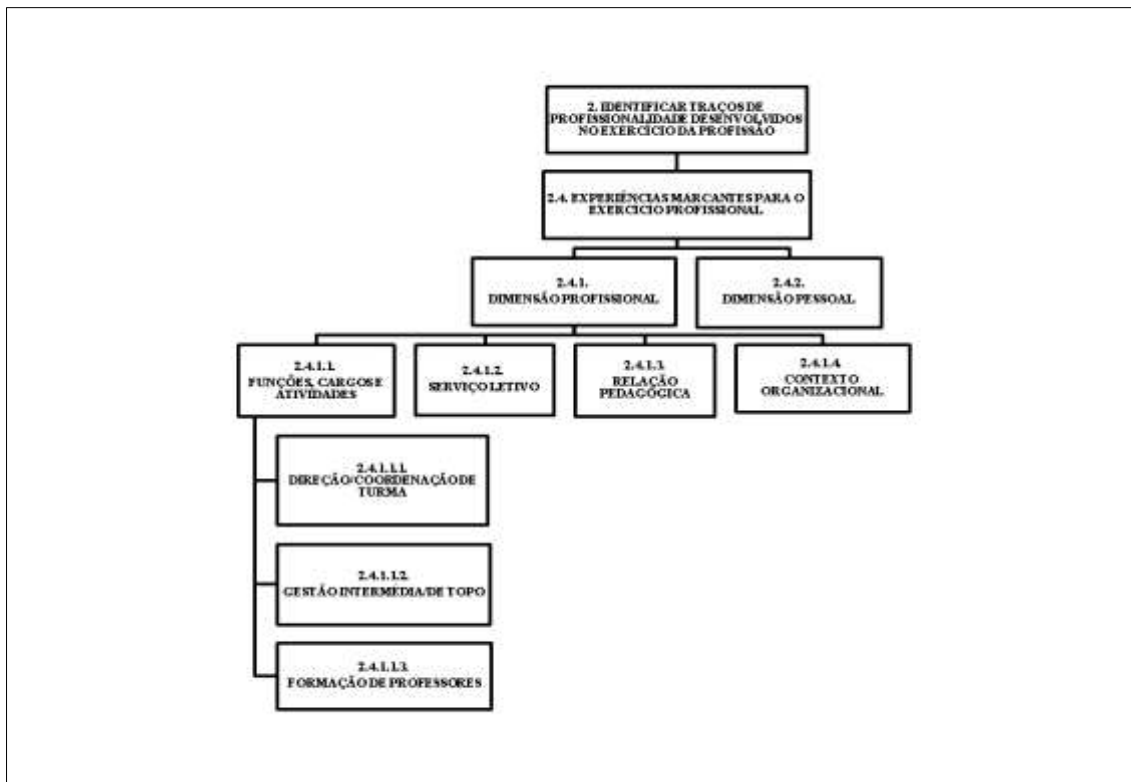 2. IDENTIFICAR TRAÇOS DE
PROFISSIONALIDADE DESENVOLVIDOS
NO EXERCÍCIO DA PROFISSÃO
2.4. EXPERIÊNCIAS MARCANTES PARA O
EXERCÍCIO PROFISSIONAL
2.4.1.
DIMENSÃO PROFISSIONAL
2.4.2.
DIMENSÃO PESSOAL
2.4.1.1.
FUNÇÕES, CARGOS E
ATIVIDADES
2.4.1.2.
SERVIÇO LETIVO
2.4.1.3.
RELAÇÃO
PEDAGÓGICA
2.4.1.4.
CONTEXTO
ORGANIZACIONAL
2.4.1.1.1.
DIREÇÃO/COORDENAÇÃO DE
TURMA
2.4.1.1.2.
GESTÃO INTERMÉDIA/DE TOPO
2.4.1.1.3.
FORMAÇÃO DE PROFESSORES